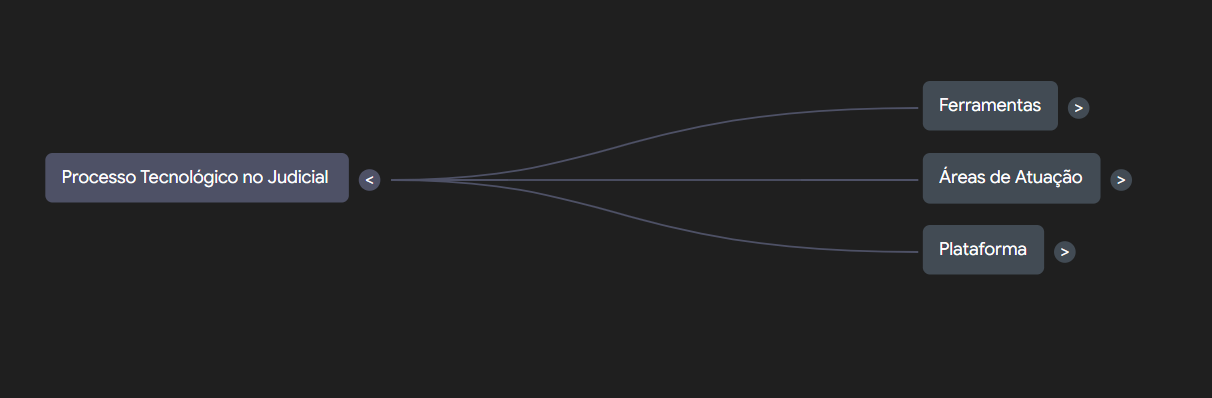 Processo Tecnológico no Judicial
<
Ferramentas
>
Áreas de Atuação
>
Plataforma
>